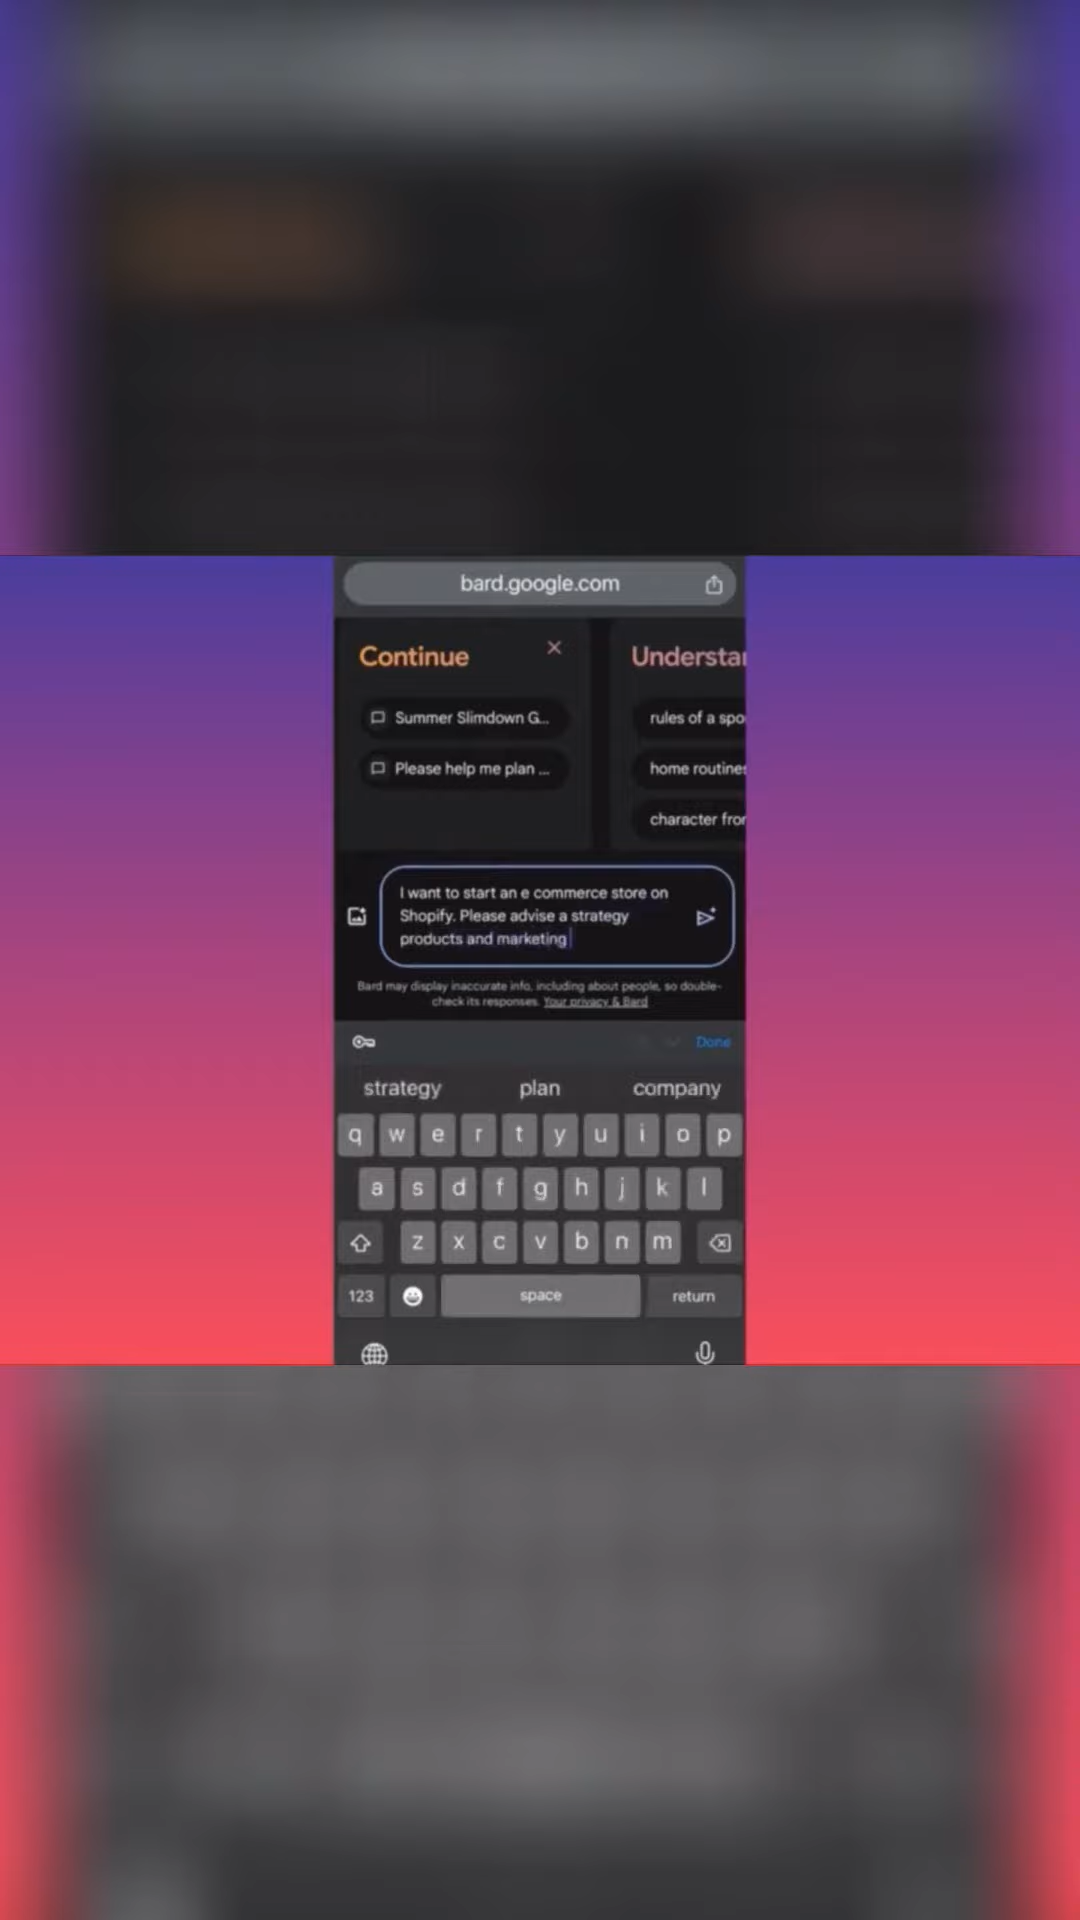 bard.google.com
Continue
Understa
Summer Slimdown G...
rules of a spo
Please help me plan ...
home routine
character fro
I want to start an e commerce store on
Shopify. Please advise a strategy
products and marketing
Bard may display inaccurate info, including about people, so double-
check its responses. Your privacy & Bard
Done
strategy plan company
q w e r t y u i o p
a s d f g h j k l
z x c v b n m
123 space return